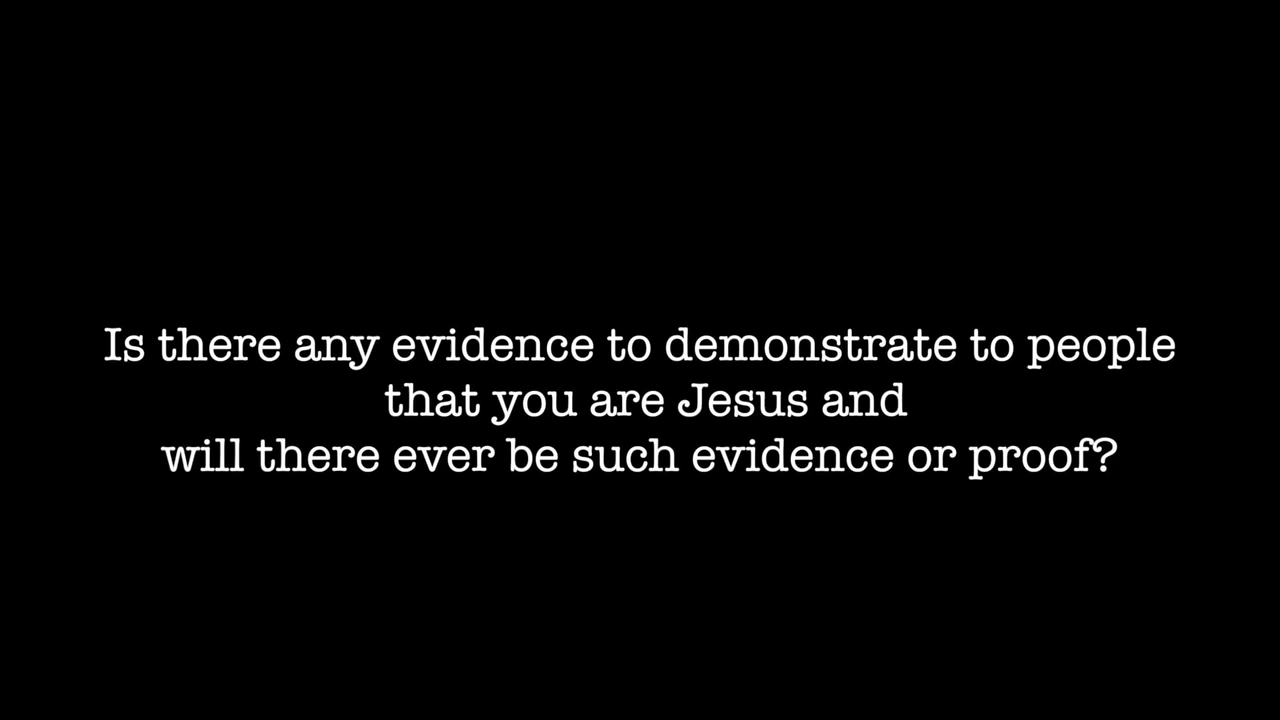 Is there any evidence to demonstrate to people
that you are Jesus and
will there ever be such evidence or proof?